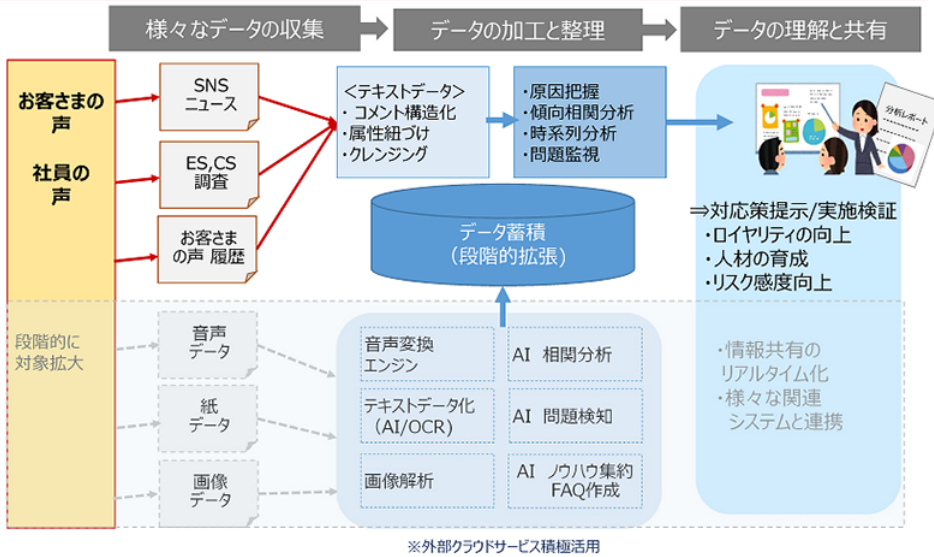 様々なデータの収集
データの加工と整理
データの理解と共有
お客さまの
声
社員の
声
SNS
ニュース
ES,CS
調査
お客さま
の声 履歴
＜テキストデータ＞
・コメント構造化
・属性紐づけ
・クレンジング
・原因把握
・傾向相関分析
・時系列分析
・問題監視
分析レポート
⇒対応策提示/実施検証
・ロイヤリティの向上
・人材の育成
・リスク感度向上
データ蓄積
（段階的拡張）
段階的に
対象拡大
音声
データ
紙
データ
画像
データ
音声変換
エンジン
テキストデータ化
（AI/OCR）
画像解析
AI 相関分析
AI 問題検知
AI ノウハウ集約
FAQ作成
・情報共有の
リアルタイム化
・様々な関連
システムと連携
※外部クラウドサービス積極活用